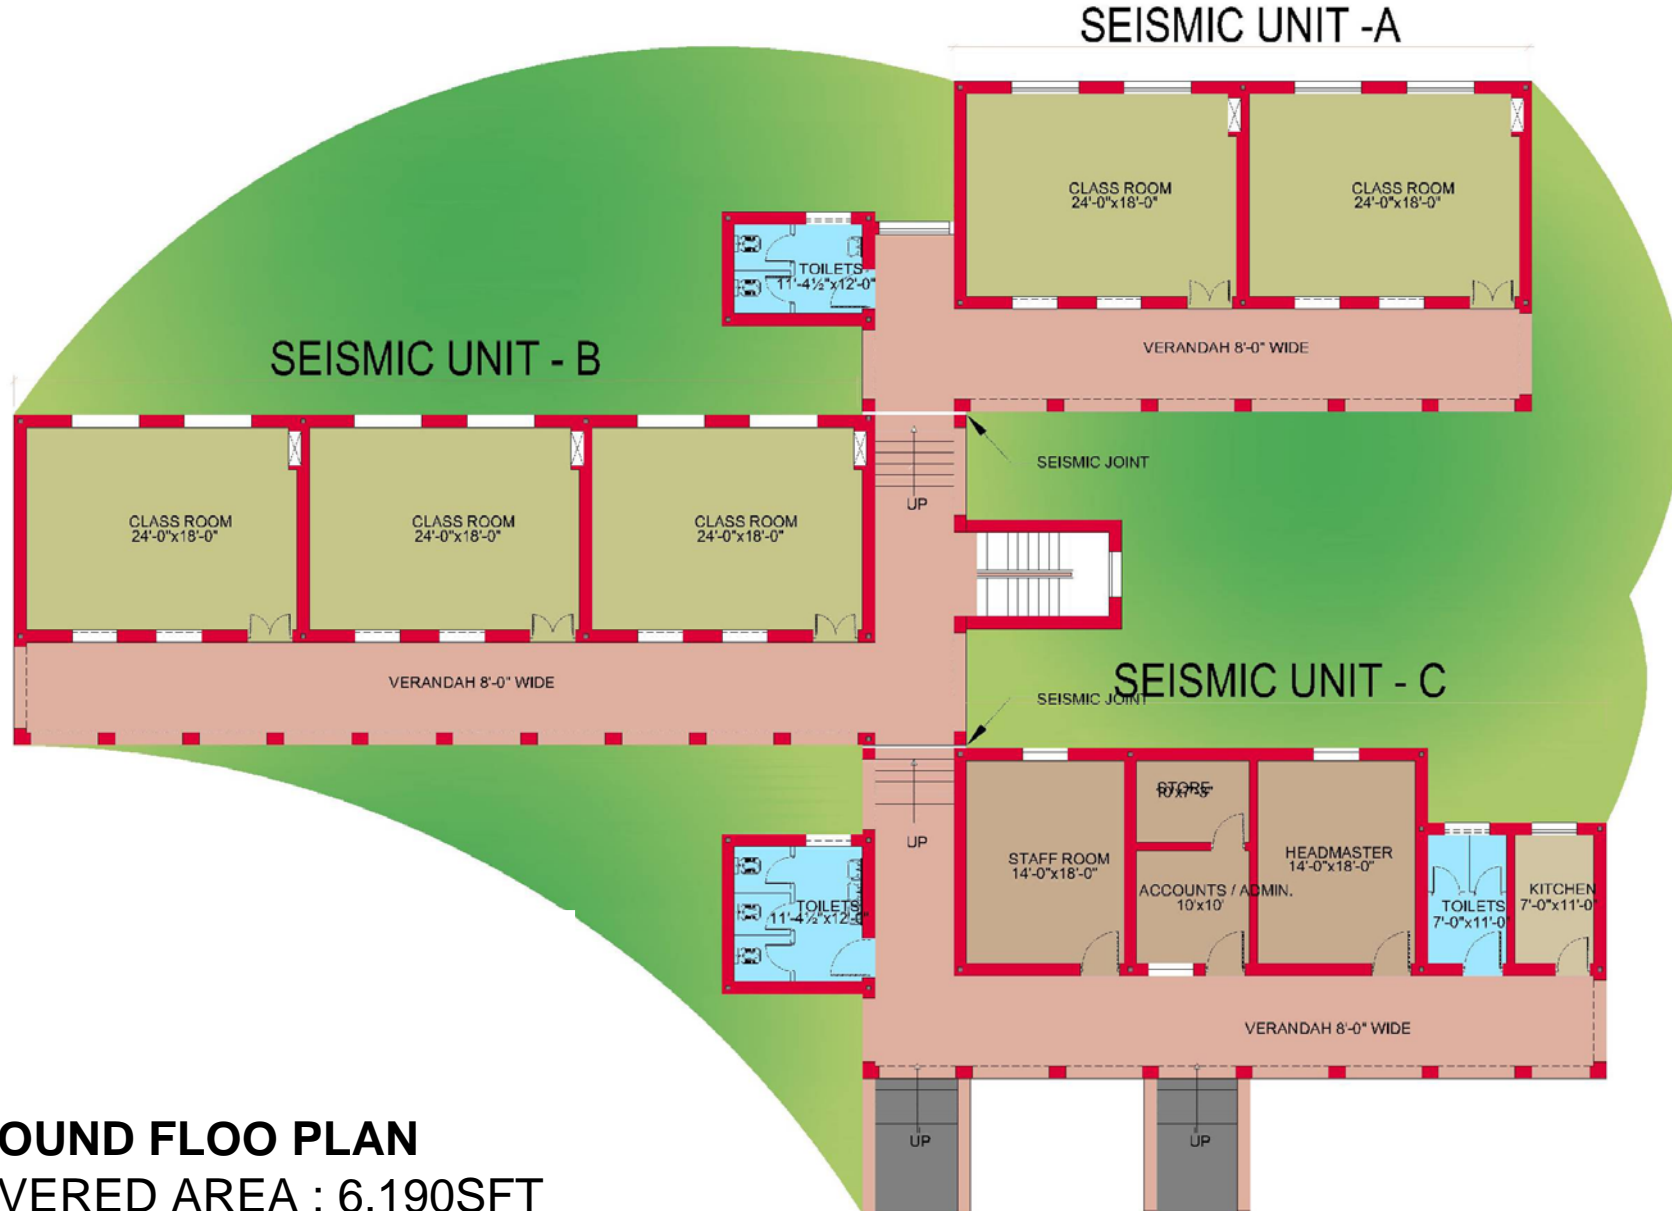 SEISMIC UNIT -A
CLASS ROOM
24'-0"x18'-0"
CLASS ROOM
24'-0"x18'-0"
TOILETS
11'-4½"x12'-0"
VERANDAH 8'-0" WIDE
SEISMIC UNIT - B
SEISMIC JOINT
UP
CLASS ROOM
24'-0"x18'-0"
CLASS ROOM
24'-0"x18'-0"
CLASS ROOM
24'-0"x18'-0"
VERANDAH 8'-0" WIDE
SEISMIC UNIT - C
SEISMIC JOINT
UP
STORE
STAFF ROOM
14'-0"x18'-0"
HEADMASTER
14'-0"x18'-0"
ACCOUNTS / ADMIN.
10'x10'
TOILETS
7'-0"x11'-0"
KITCHEN
7'-0"x11'-0"
TOILETS
11'-4½"x12'-0"
VERANDAH 8'-0" WIDE
UP
UP
OUND FLOO PLAN
VERED AREA : 6,190SFT